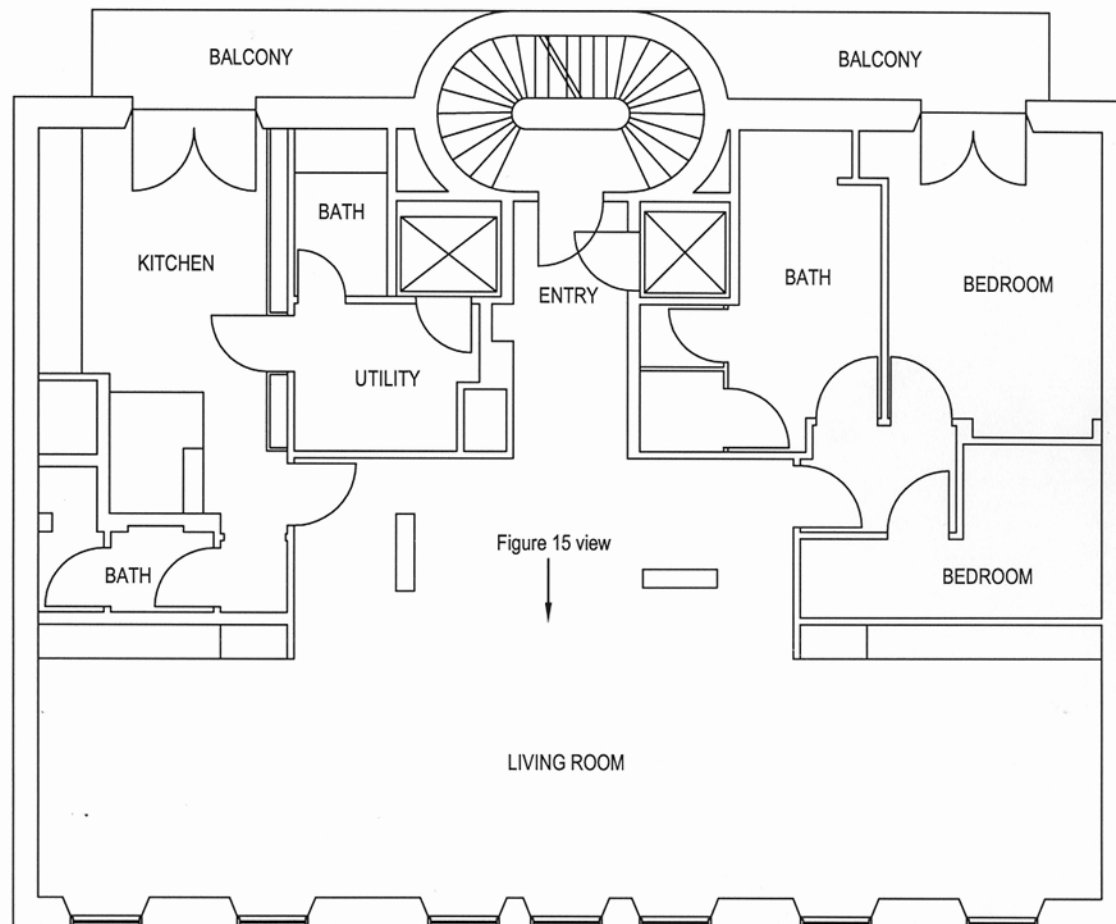 BALCONY
BALCONY
BATH
KITCHEN
ENTRY
BATH
BEDROOM
UTILITY
Figure 15 view
BATH
BEDROOM
LIVING ROOM